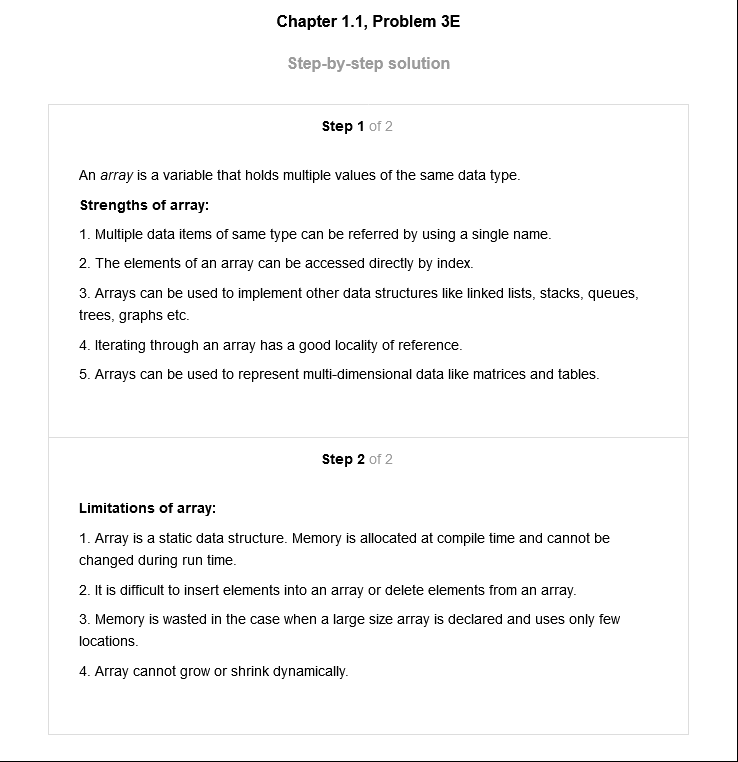 Chapter 1.1, Problem 3E
Step-by-step solution
Step 1 of 2
An array is a variable that holds multiple values of the same data type.
Strengths of array:
1. Multiple data items of same type can be referred by using a single name.
2. The elements of an array can be accessed directly by index.
3. Arrays can be used to implement other data structures like linked lists, stacks, queues,
trees, graphs etc.
4. Iterating through an array has a good locality of reference.
5. Arrays can be used to represent multi-dimensional data like matrices and tables.
Step 2 of 2
Limitations of array:
1. Array is a static data structure. Memory is allocated at compile time and cannot be
changed during run time.
2. It is difficult to insert elements into an array or delete elements from an array.
3. Memory is wasted in the case when a large size array is declared and uses only few
locations.
4. Array cannot grow or shrink dynamically.